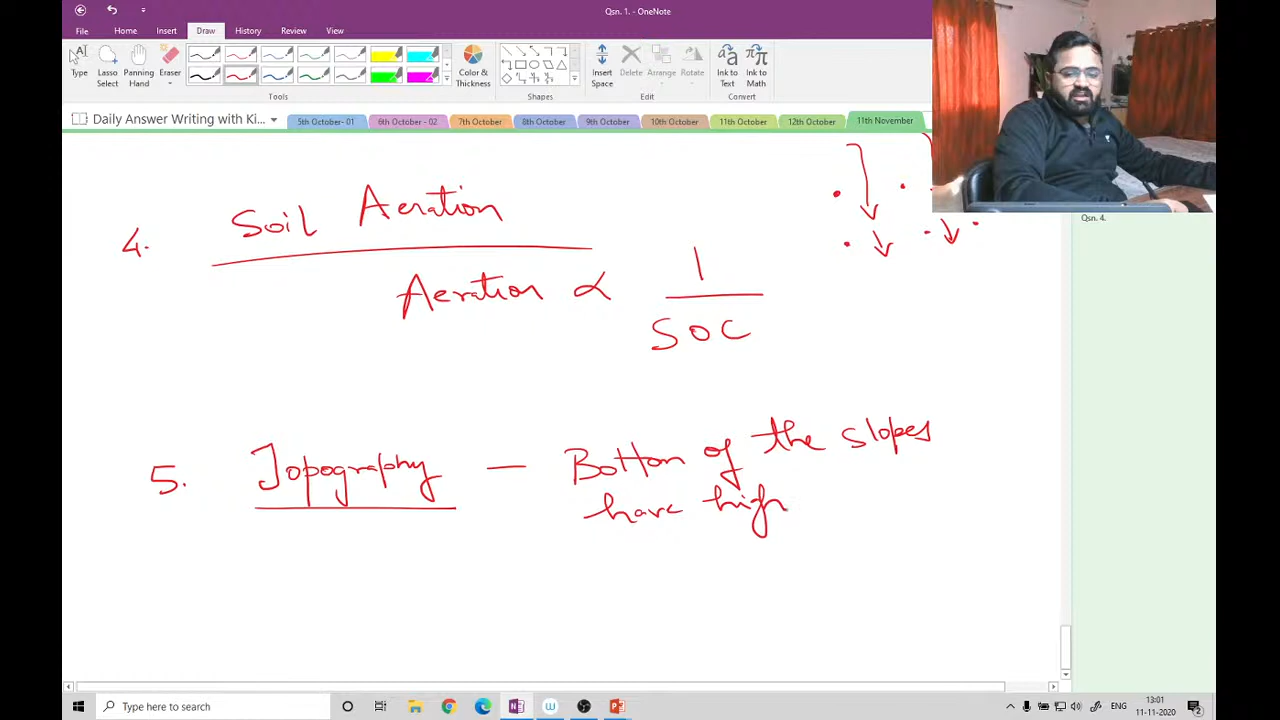 Qsn. 1. - OneNote
File Home Insert Draw History Review View
Type Lasso Select Panning Hand Eraser Color & Thickness Insert Space Delete Arrange Rotate Ink to Text Ink to Math
Tools Shapes Edit Convert
Daily Answer Writing with Ki... 5th October- 01 6th October - 02 7th October 8th October 9th October 10th October 11th October 12th October 11th November
Qsn. 4.
4. Soil Aeration
Aeration ∝ 1
SOC
5. Topography — Bottom of the slopes
have high
Type here to search
ENG 13:01
11-11-2020 2